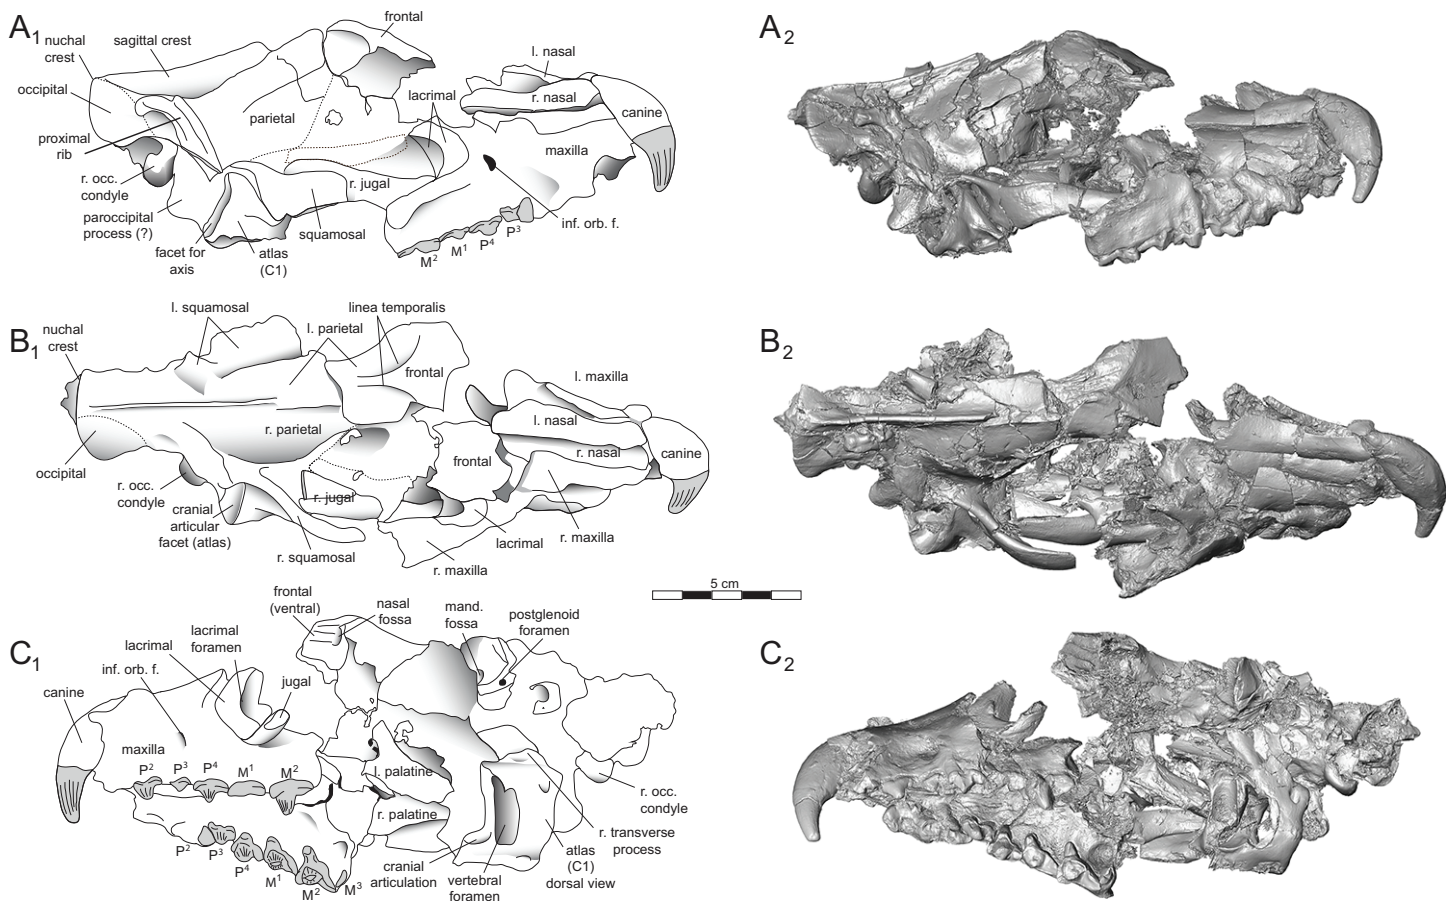 A1
frontal
nuchal
crest
sagittal crest
l. nasal
occipital
lacrimal
r. nasal
canine
parietal
proximal
rib
maxilla
r. occ.
condyle
r. jugal
paroccipital
process (?)
squamosal
inf. orb. f.
P3
P4
M1
M2
facet for
axis
atlas
(C1)
A2
B1
l. squamosal
linea temporalis
nuchal
crest
l. parietal
frontal
l. maxilla
l. nasal
r. parietal
r. nasal
canine
frontal
occipital
r. occ.
condyle
r. jugal
cranial
articular
facet (atlas)
lacrimal
r. maxilla
r. squamosal
r. maxilla
B2
5 cm
C1
frontal
(ventral)
nasal
fossa
mand.
fossa
postglenoid
foramen
lacrimal
foramen
lacrimal
inf. orb. f.
jugal
canine
maxilla
P2
P3
P4
M1
M2
l. palatine
r. occ.
condyle
r. palatine
r. transverse
process
P2
P3
P4
M1
M2
M3
cranial
articulation
vertebral
foramen
atlas
(C1)
dorsal view
C2